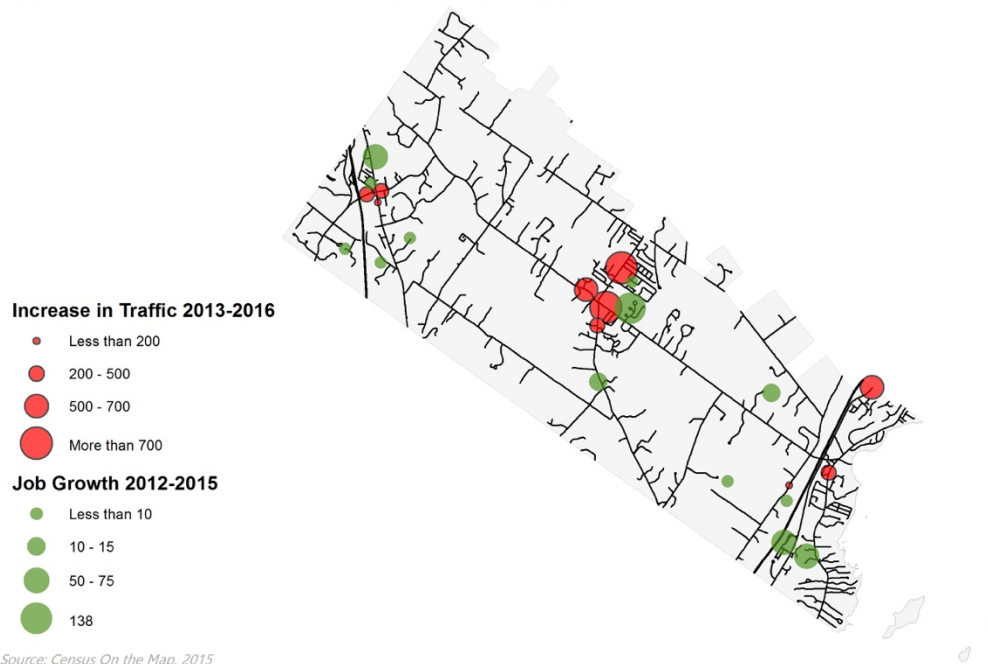 Increase in Traffic 2013-2016
Less than 200
200 - 500
500 - 700
More than 700
Job Growth 2012-2015
Less than 10
10 - 15
50 - 75
138
Source: Census On the Map, 2015